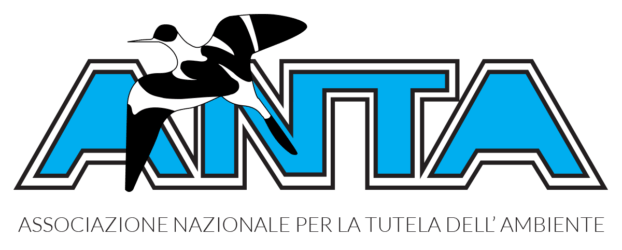 ANTA
ASSOCIAZIONE NAZIONALE PER LA TUTELA DELL' AMBIENTE